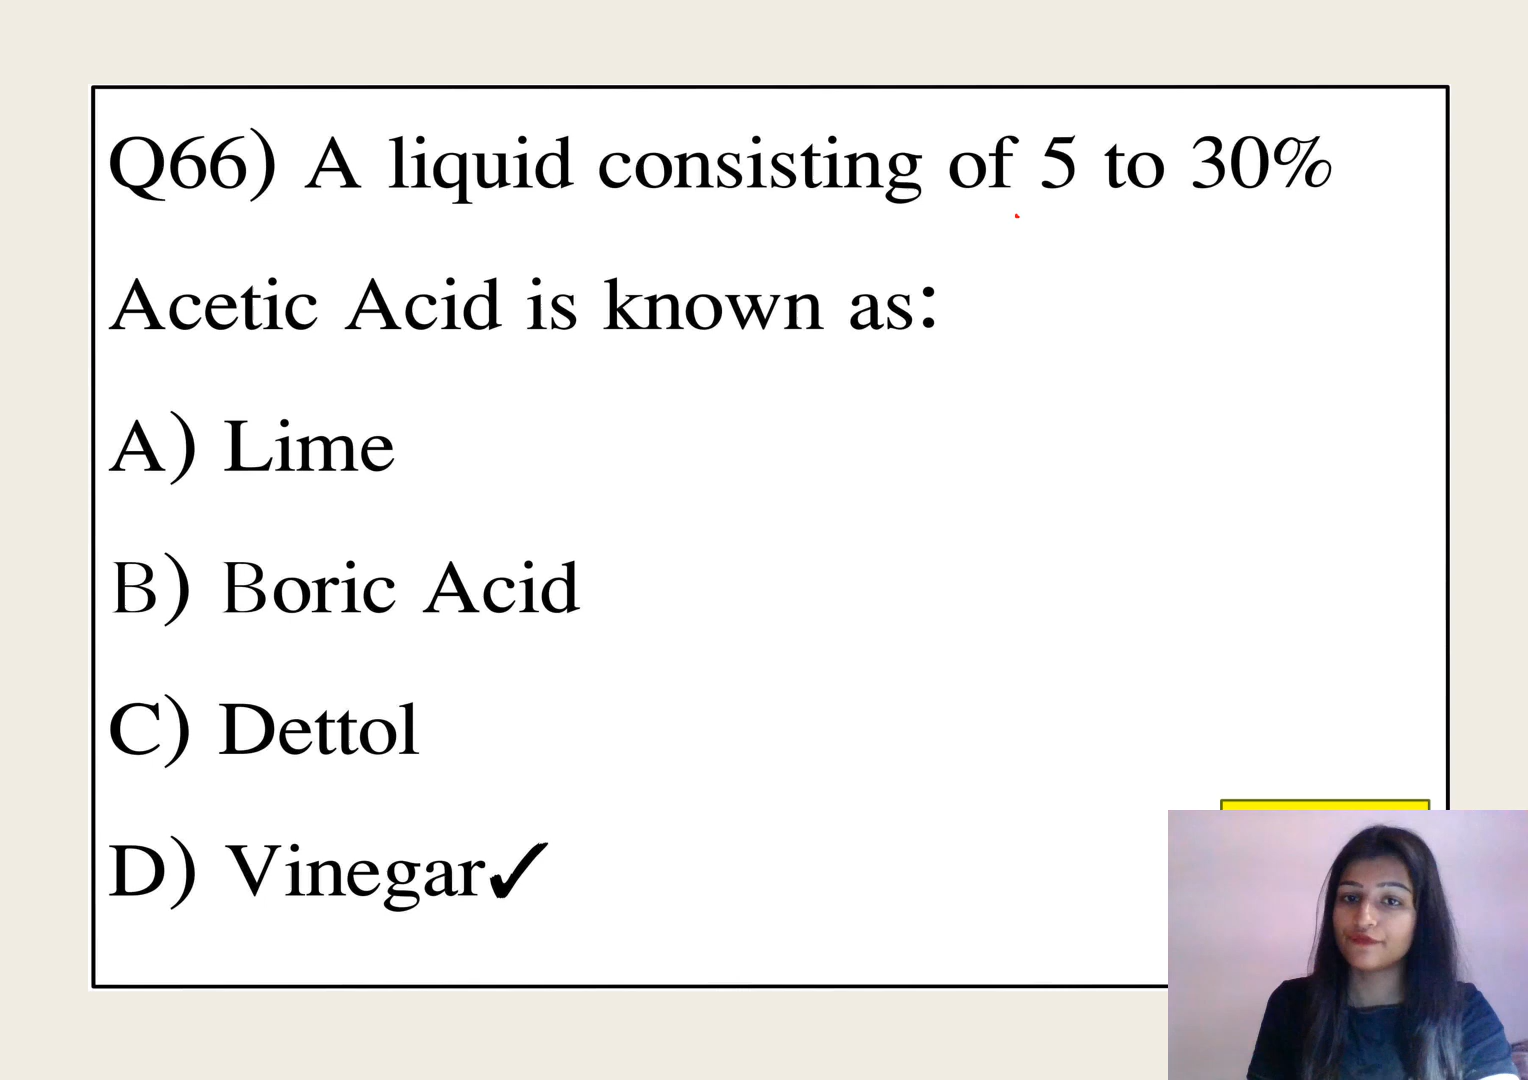 Q66) A liquid consisting of 5 to 30%
Acetic Acid is known as:
A) Lime
B) Boric Acid
C) Dettol
D) Vinegar✓